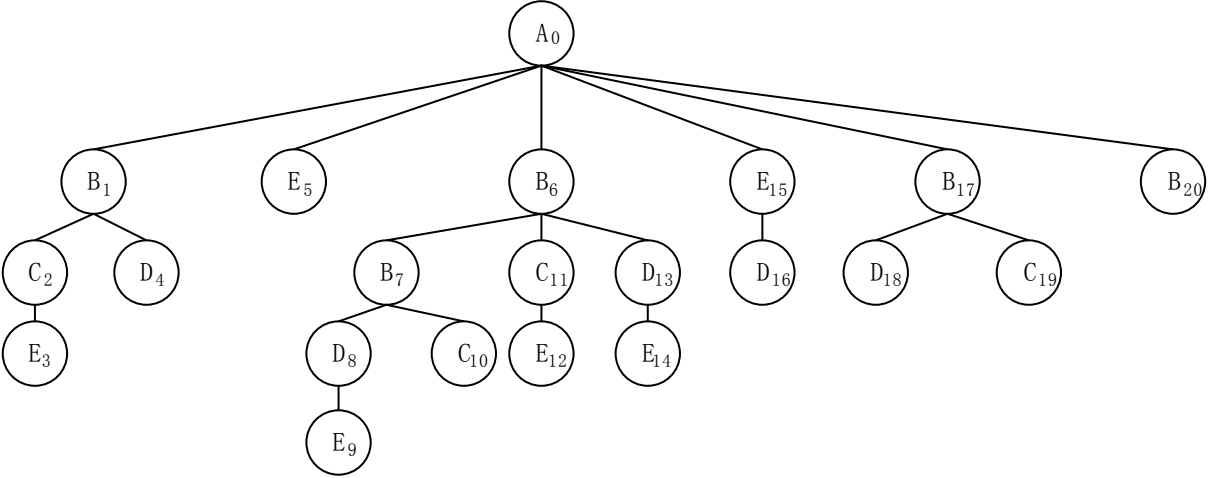 A0
B1 E5 B6 E15 B17 B20
C2 D4 B7 C11 D13 D16 D18 C19
E3 D8 C10 E12 E14
E9